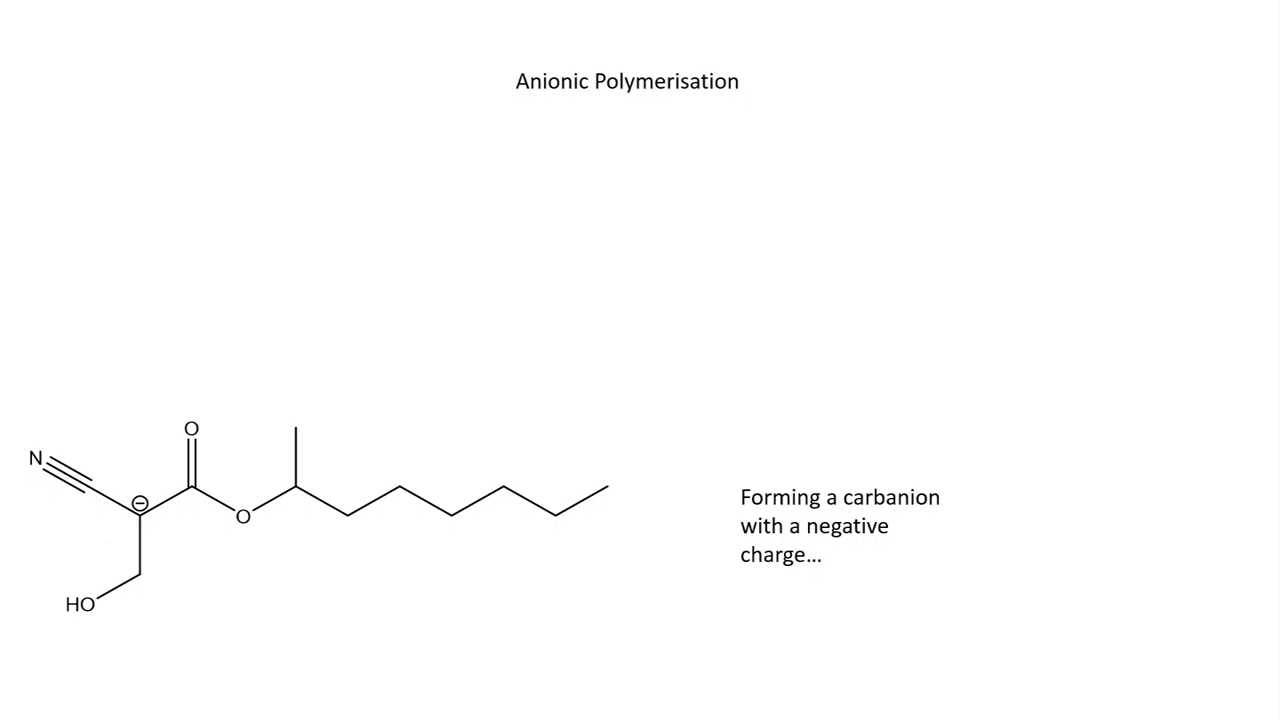 Anionic Polymerisation
O
N
⊖
O
HO
Forming a carbanion
with a negative
charge...